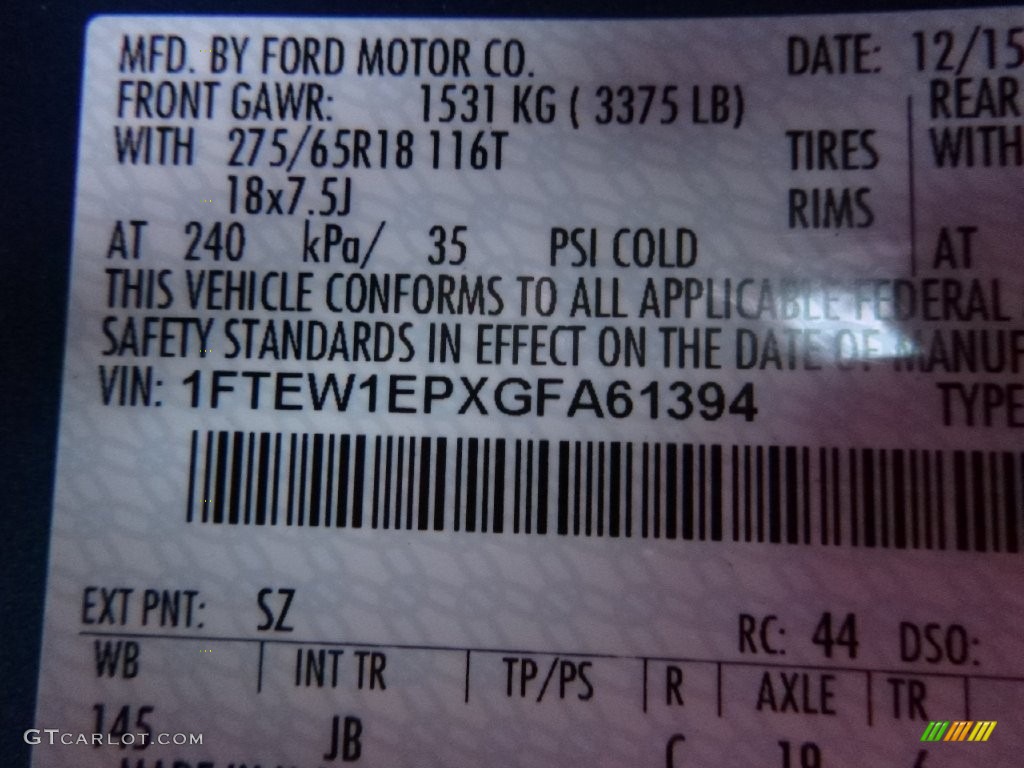 MFD. BY FORD MOTOR CO. DATE: 12/15
FRONT GAWR: 1531 KG ( 3375 LB) REAR
WITH 275/65R18 116T TIRES WITH
18x7.5J RIMS
AT 240 kPa/ 35 PSI COLD AT
THIS VEHICLE CONFORMS TO ALL APPLICABLE FEDERAL
SAFETY STANDARDS IN EFFECT ON THE DATE OF MANUF
VIN: 1FTEW1EPXGFA61394 TYPE
EXT PNT: SZ RC: 44 DSO:
WB INT TR TP/PS R AXLE TR
145 JB C 19
GTCARLOT.COM